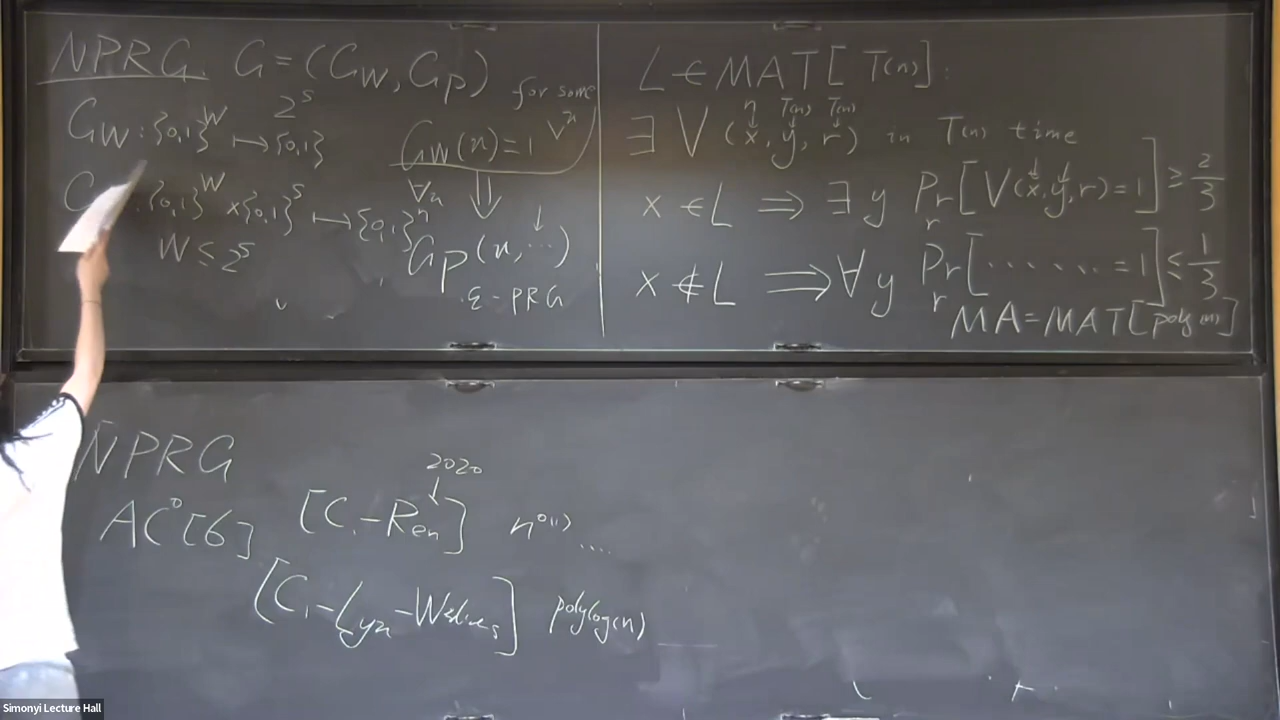 NPRG. G = (G_W, G_P)
2^s
G_W : {0,1}^W ↦ {0,1}
for some
G_W(x) = 1
: {0,1}^W × {0,1}^s ↦ {0,1}^n
W ≤ 2^s
⇓
G_P(x, ...)
ε-PRG
L ∈ MAT[T(n)]:
n T(n) T(n)
∃ V(x, y, r) in T(n) time
x ∈ L ⟹ ∃ y Pr_r[V(x, y, r) = 1] ≥ 2/3
x ∉ L ⟹ ∀ y Pr_r[...... = 1] ≤ 1/3
MA = MAT[poly(n)]
NPRG
2020
AC^0[6] [C.-Ren] n^{o(1)} ....
polylog(n)
Simonyi Lecture Hall